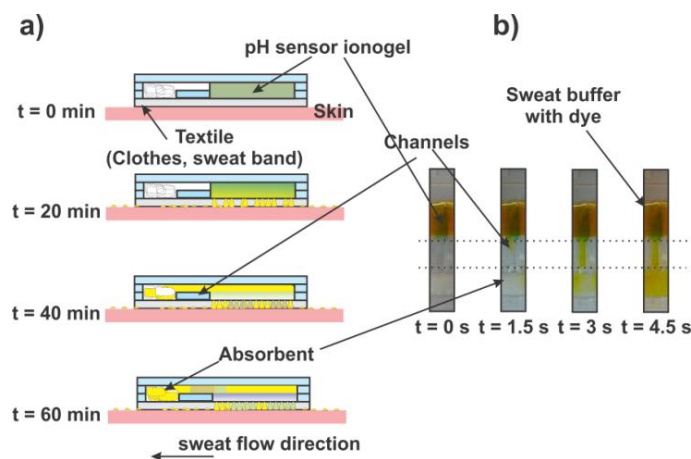 a)
b)
pH sensor ionogel
t = 0 min
Skin
Textile
(Clothes, sweat band)
Channels
Sweat buffer
with dye
t = 20 min
t = 40 min
t = 0 s
t = 1.5 s
t = 3 s
t = 4.5 s
Absorbent
t = 60 min
sweat flow direction